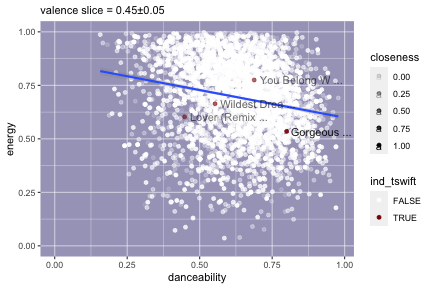 valence slice = 0.45±0.05
1.00
0.75
0.50
0.25
0.00
energy
You Belong W ...
Wildest Drea ...
Lover (Remix ...
Gorgeous ...
0.00 0.25 0.50 0.75 1.00
danceability
closeness
0.00
0.25
0.50
0.75
1.00
ind_tswift
FALSE
TRUE